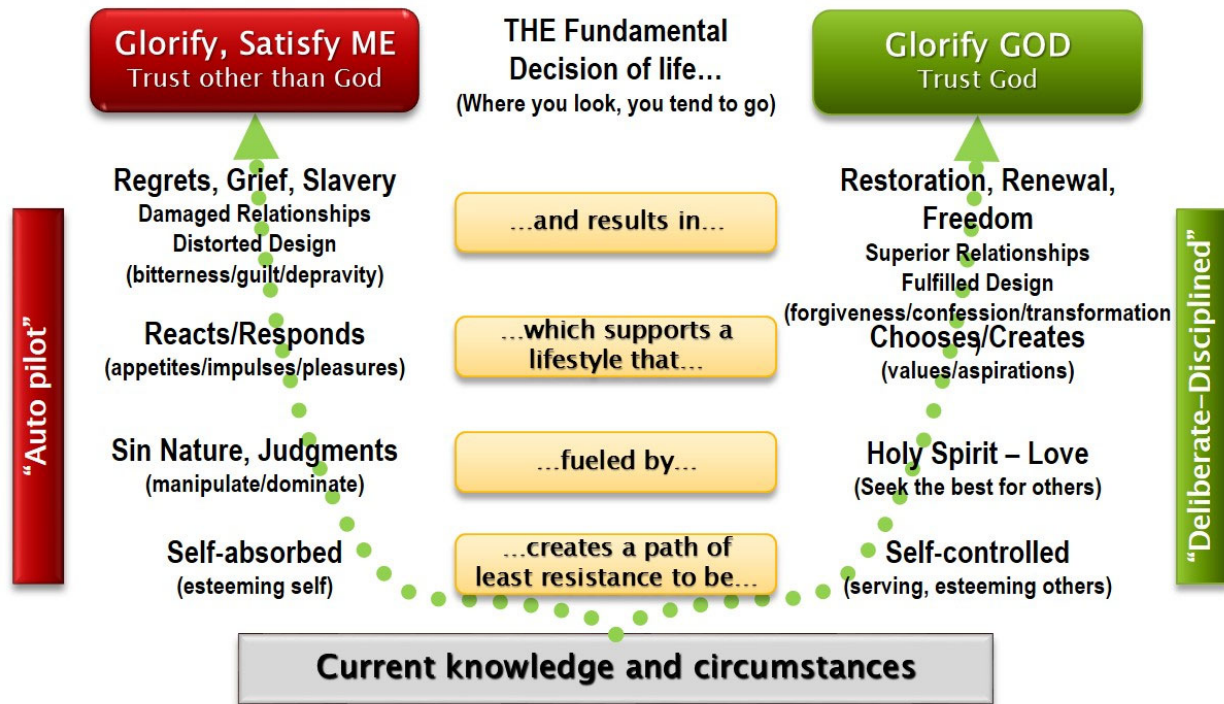 Glorify, Satisfy ME
Trust other than God
THE Fundamental
Decision of life…
(Where you look, you tend to go)
Glorify GOD
Trust God
"Auto pilot"
Regrets, Grief, Slavery
Damaged Relationships
Distorted Design
(bitterness/guilt/depravity)
…and results in…
Restoration, Renewal,
Freedom
Superior Relationships
Fulfilled Design
(forgiveness/confession/transformation
)
Reacts/Responds
(appetites/impulses/pleasures)
…which supports a
lifestyle that…
Chooses/Creates
(values/aspirations)
Sin Nature, Judgments
(manipulate/dominate)
…fueled by…
Holy Spirit – Love
(Seek the best for others)
Self-absorbed
(esteeming self)
…creates a path of
least resistance to be…
Self-controlled
(serving, esteeming others)
"Deliberate–Disciplined"
Current knowledge and circumstances